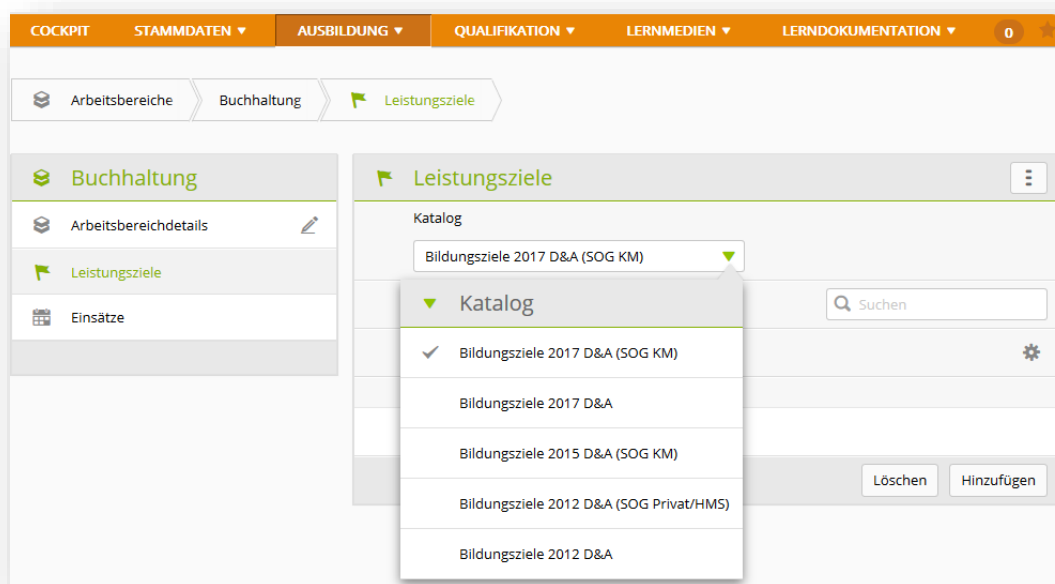 COCKPIT STAMMDATEN AUSBILDUNG QUALIFIKATION LERNMEDIEN LERNDOKUMENTATION 0
Arbeitsbereiche Buchhaltung Leistungsziele
Buchhaltung
Arbeitsbereichdetails
Leistungsziele
Einsätze
Leistungsziele
Katalog
Bildungsziele 2017 D&A (SOG KM)
Katalog
Suchen
Bildungsziele 2017 D&A (SOG KM)
Bildungsziele 2017 D&A
Bildungsziele 2015 D&A (SOG KM)
Bildungsziele 2012 D&A (SOG Privat/HMS)
Bildungsziele 2012 D&A
Löschen Hinzufügen